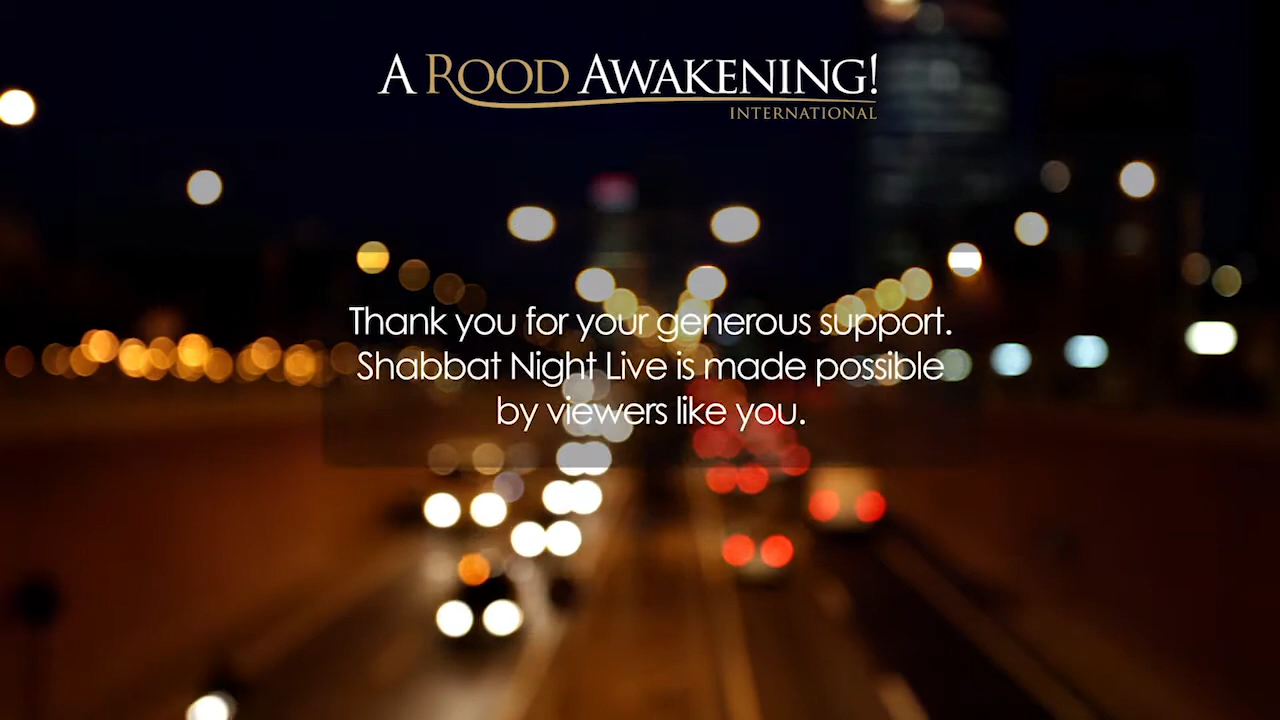 A ROOD AWAKENING!
INTERNATIONAL
Thank you for your generous support.
Shabbat Night Live is made possible
by viewers like you.